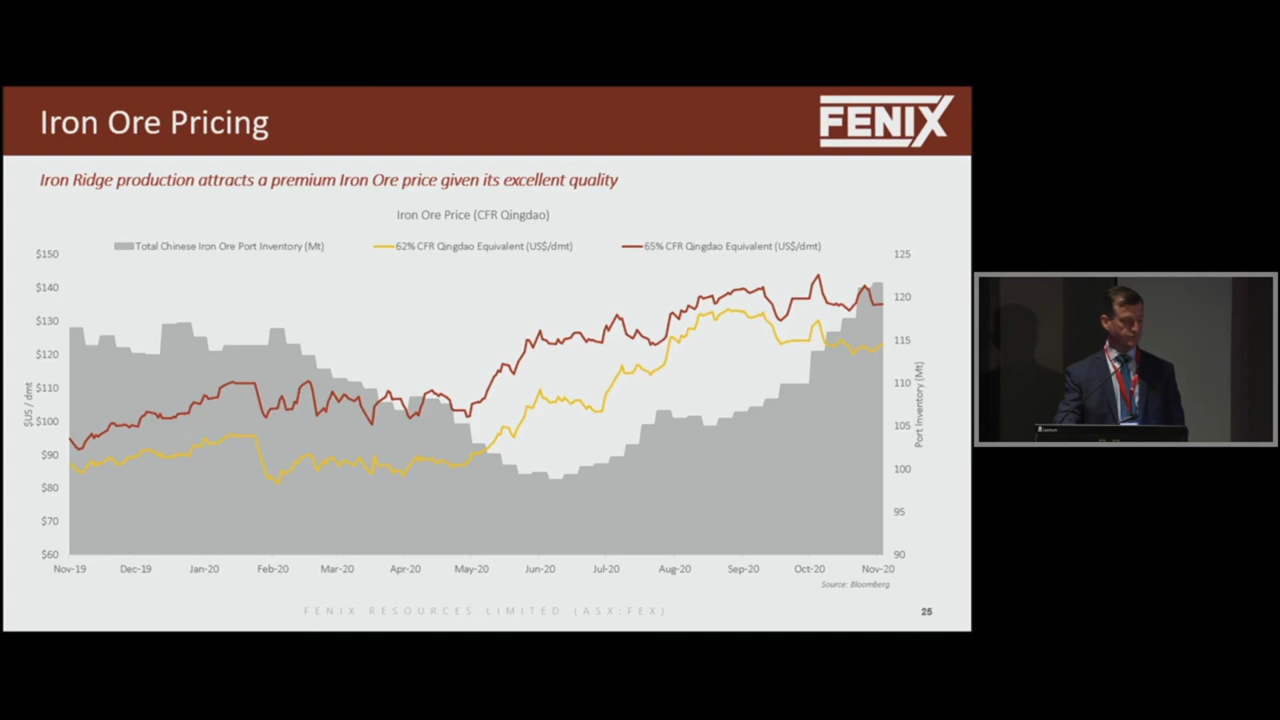 Iron Ore Pricing
FENIX
Iron Ridge production attracts a premium Iron Ore price given its excellent quality
Iron Ore Price (CFR Qingdao)
Total Chinese Iron Ore Port Inventory (Mt)
62% CFR Qingdao Equivalent (US$/dmt)
65% CFR Qingdao Equivalent (US$/dmt)
$150
$140
$130
$120
$110
$100
$90
$80
$70
$60
$US / dmt
125
120
115
110
105
100
95
90
Port Inventory (Mt)
Nov-19
Dec-19
Jan-20
Feb-20
Mar-20
Apr-20
May-20
Jun-20
Jul-20
Aug-20
Sep-20
Oct-20
Nov-20
Source: Bloomberg
FENIX RESOURCES LIMITED (ASX:FEX)
25